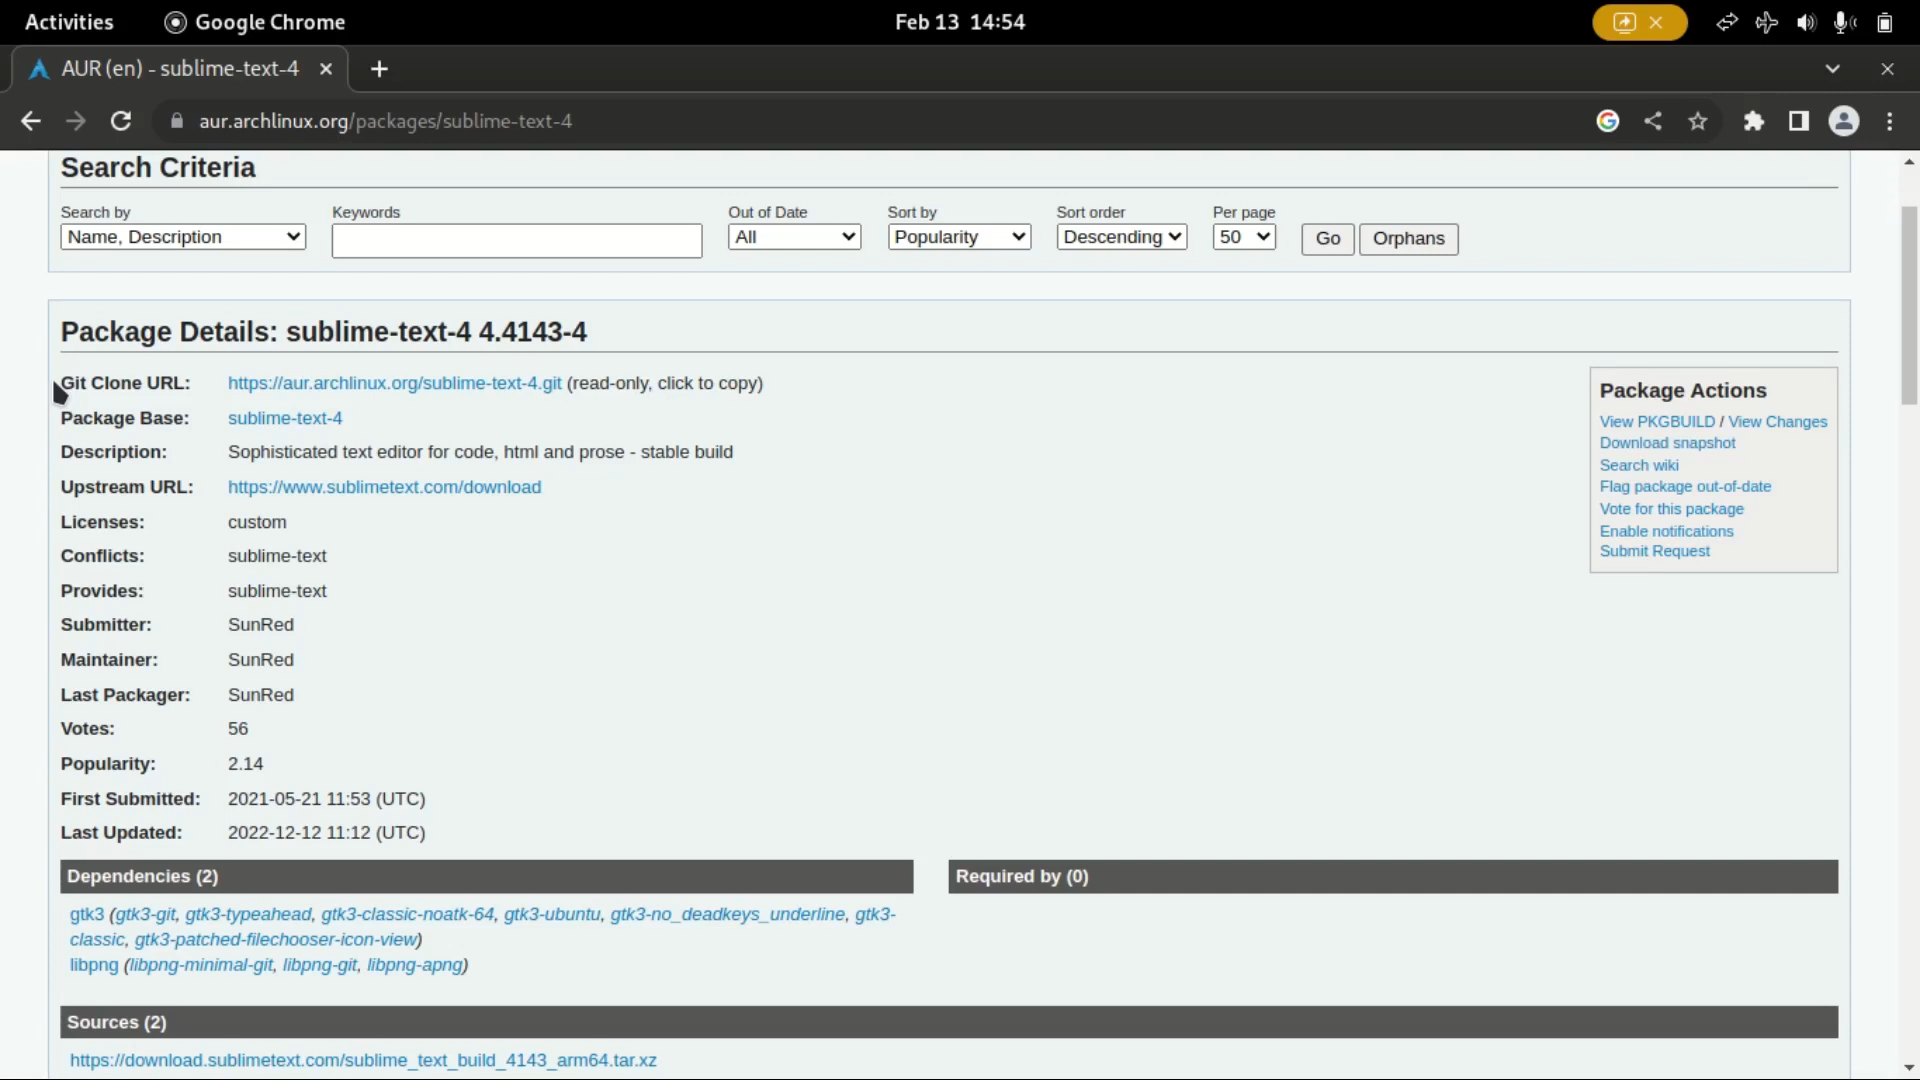 Activities Google Chrome Feb 13 14:54
AUR (en) - sublime-text-4
aur.archlinux.org/packages/sublime-text-4
Search Criteria
Search by Keywords Out of Date Sort by Sort order Per page
Name, Description All Popularity Descending 50 Go Orphans
Package Details: sublime-text-4 4.4143-4
Git Clone URL: https://aur.archlinux.org/sublime-text-4.git (read-only, click to copy)
Package Base: sublime-text-4
Description: Sophisticated text editor for code, html and prose - stable build
Upstream URL: https://www.sublimetext.com/download
Licenses: custom
Conflicts: sublime-text
Provides: sublime-text
Submitter: SunRed
Maintainer: SunRed
Last Packager: SunRed
Votes: 56
Popularity: 2.14
First Submitted: 2021-05-21 11:53 (UTC)
Last Updated: 2022-12-12 11:12 (UTC)
Package Actions
View PKGBUILD / View Changes
Download snapshot
Search wiki
Flag package out-of-date
Vote for this package
Enable notifications
Submit Request
Dependencies (2)
gtk3 (gtk3-git, gtk3-typeahead, gtk3-classic-noatk-64, gtk3-ubuntu, gtk3-no_deadkeys_underline, gtk3-
classic, gtk3-patched-filechooser-icon-view)
libpng (libpng-minimal-git, libpng-git, libpng-apng)
Required by (0)
Sources (2)
https://download.sublimetext.com/sublime_text_build_4143_arm64.tar.xz